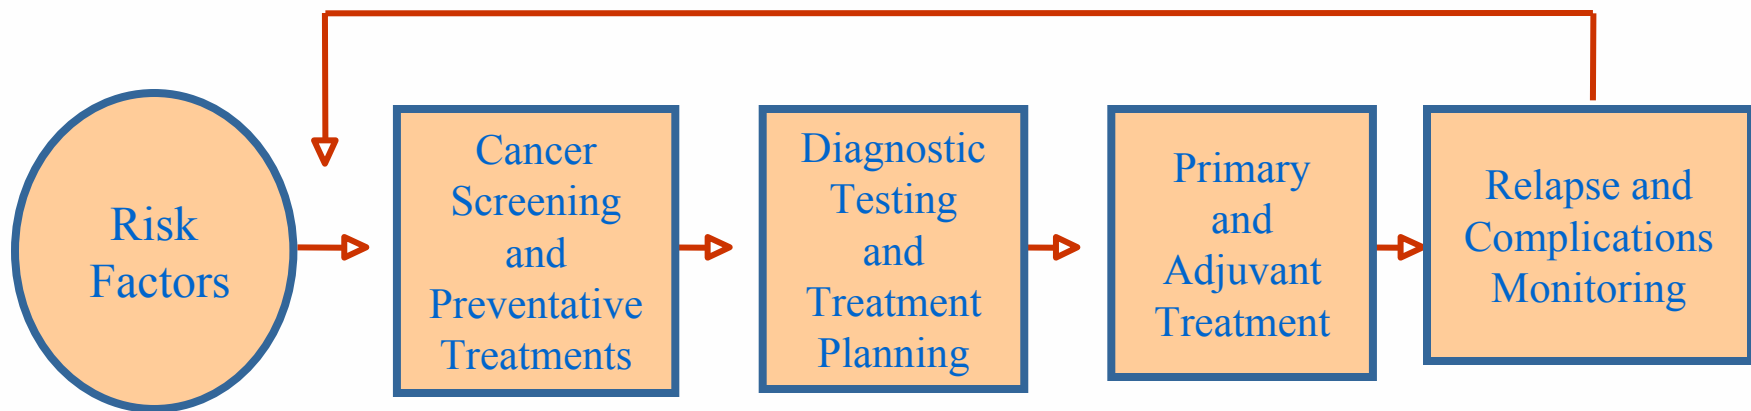 Risk
Factors
Cancer
Screening
and
Preventative
Treatments
Diagnostic
Testing
and
Treatment
Planning
Primary
and
Adjuvant
Treatment
Relapse and
Complications
Monitoring